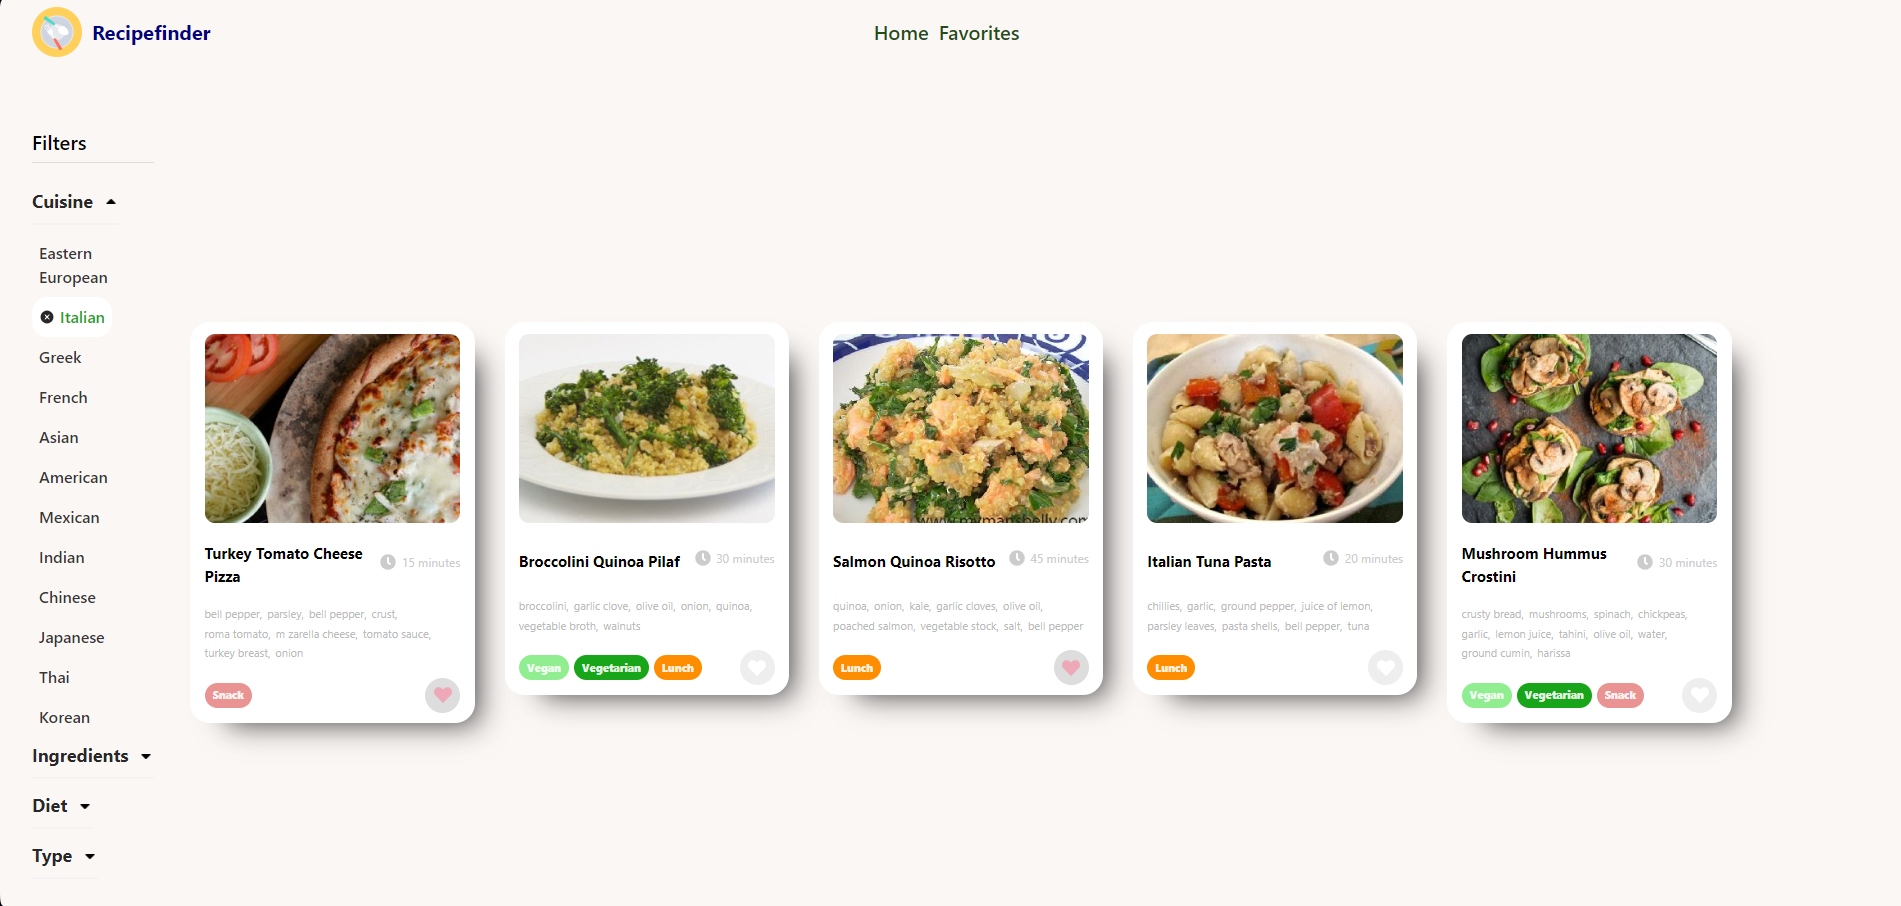 Recipefinder
Home Favorites
Filters
Cuisine
Eastern
European
Italian
Greek
French
Asian
American
Mexican
Indian
Chinese
Japanese
Thai
Korean
Ingredients
Diet
Type
Turkey Tomato Cheese
Pizza
15 minutes
bell pepper, parsley, bell pepper, crust,
roma tomato, m zarella cheese, tomato sauce,
turkey breast, onion
Snack
Broccolini Quinoa Pilaf
30 minutes
broccolini, garlic clove, olive oil, onion, quinoa,
vegetable broth, walnuts
Vegan Vegetarian Lunch
www.mymansbelly.com
Salmon Quinoa Risotto
45 minutes
quinoa, onion, kale, garlic cloves, olive oil,
poached salmon, vegetable stock, salt, bell pepper
Lunch
Italian Tuna Pasta
20 minutes
chillies, garlic, ground pepper, juice of lemon,
parsley leaves, pasta shells, bell pepper, tuna
Lunch
Mushroom Hummus
Crostini
30 minutes
crusty bread, mushrooms, spinach, chickpeas,
garlic, lemon juice, tahini, olive oil, water,
ground cumin, harissa
Vegan Vegetarian Snack